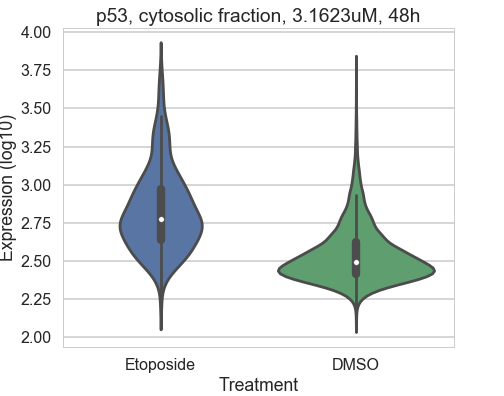 p53, cytosolic fraction, 3.1623uM, 48h
Expression (log10)
4.00
3.75
3.50
3.25
3.00
2.75
2.50
2.25
2.00
Etoposide DMSO
Treatment